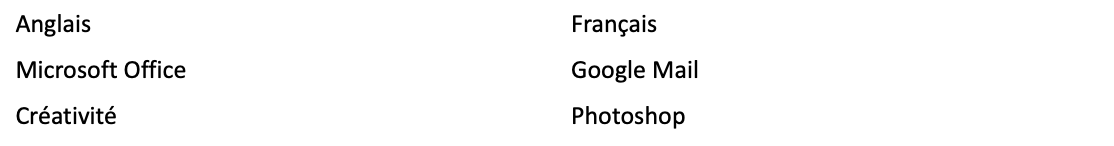 Anglais Français
Microsoft Office Google Mail
Créativité Photoshop